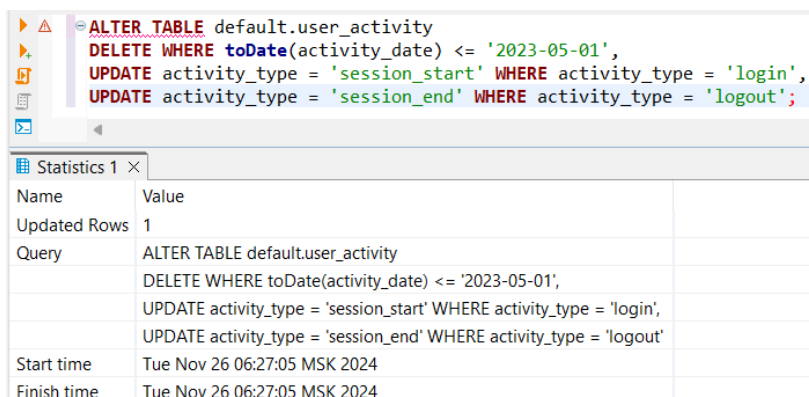 ALTER TABLE default.user_activity
DELETE WHERE toDate(activity_date) <= '2023-05-01',
UPDATE activity_type = 'session_start' WHERE activity_type = 'login',
UPDATE activity_type = 'session_end' WHERE activity_type = 'logout';
Statistics 1
Name Value
Updated Rows 1
Query ALTER TABLE default.user_activity
DELETE WHERE toDate(activity_date) <= '2023-05-01',
UPDATE activity_type = 'session_start' WHERE activity_type = 'login',
UPDATE activity_type = 'session_end' WHERE activity_type = 'logout'
Start time Tue Nov 26 06:27:05 MSK 2024
Finish time Tue Nov 26 06:27:05 MSK 2024